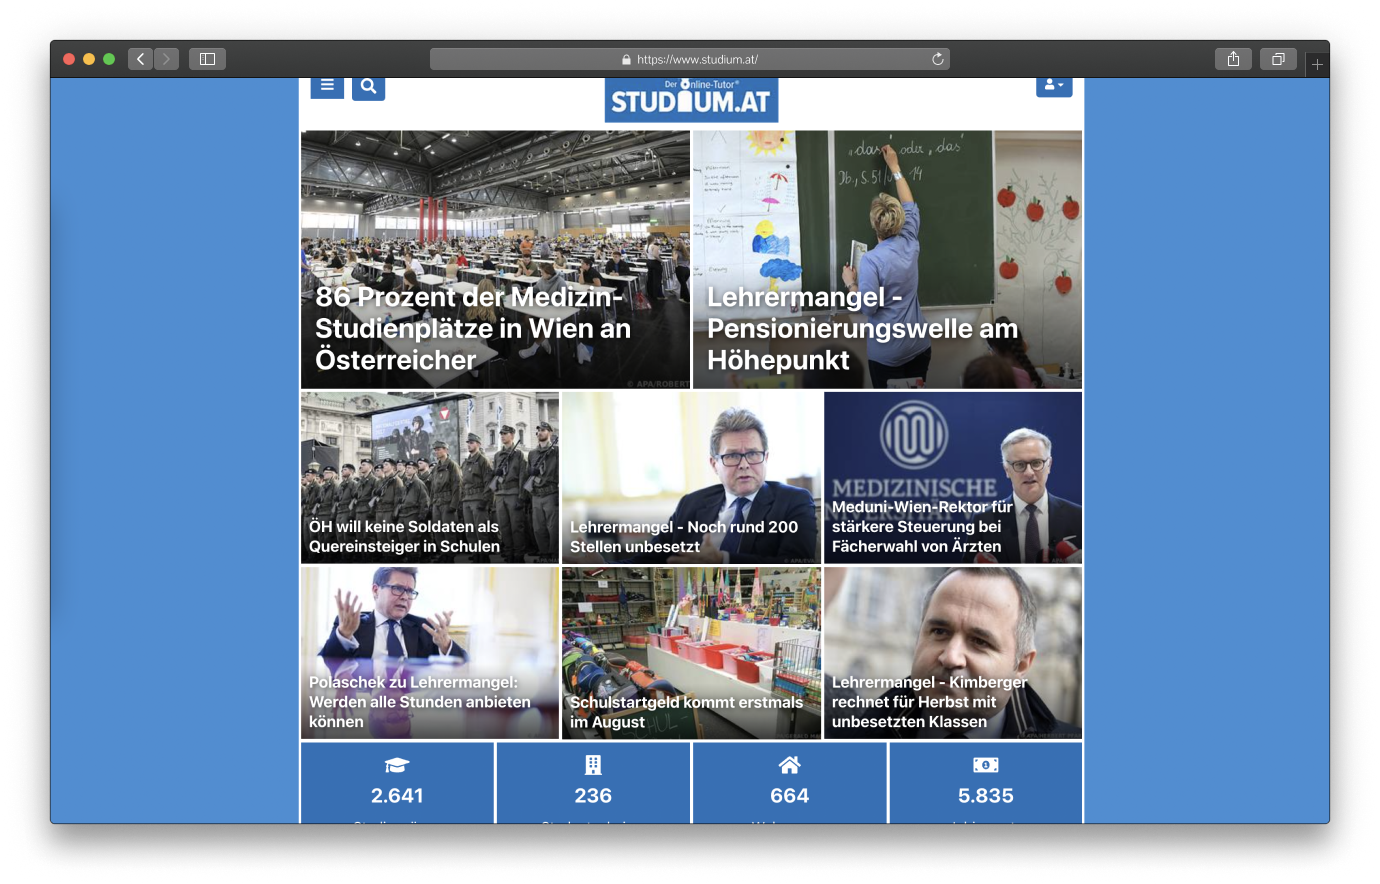 https://www.studium.at/
Der Online-Tutor®
STUDIUM.AT
„das“ oder „das“
Jb., S. 51/u 14
86 Prozent der Medizin-
Studienplätze in Wien an
Österreicher
© APA/ROBERT
Lehrermangel -
Pensionierungswelle am
Höhepunkt
ÖH will keine Soldaten als
Quereinsteiger in Schulen
Lehrermangel - Noch rund 200
Stellen unbesetzt
MEDIZINISCHE
Meduni-Wien-Rektor für
stärkere Steuerung bei
Fächerwahl von Ärzten
Polaschek zu Lehrermangel:
Werden alle Stunden anbieten
können
Schulstartgeld kommt erstmals
im August
SCHUL-
Lehrermangel - Kimberger
rechnet für Herbst mit
unbesetzten Klassen
2.641
236
664
5.835